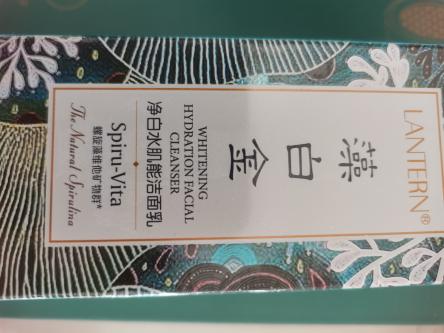 LANTERN®
藻白金
WHITENING
HYDRATION FACIAL
CLEANSER
净白水肌能洁面乳
Spiru-Vita
螺旋藻维他矿物群*
The Natural Spirulina